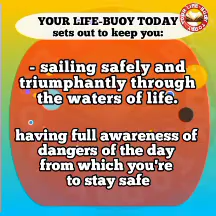 YOUR LIFE-BUOY TODAY
sets out to keep you:
- sailing safely and
triumphantly through
the waters of life.
having full awareness of
dangers of the day
from which you're
to stay safe